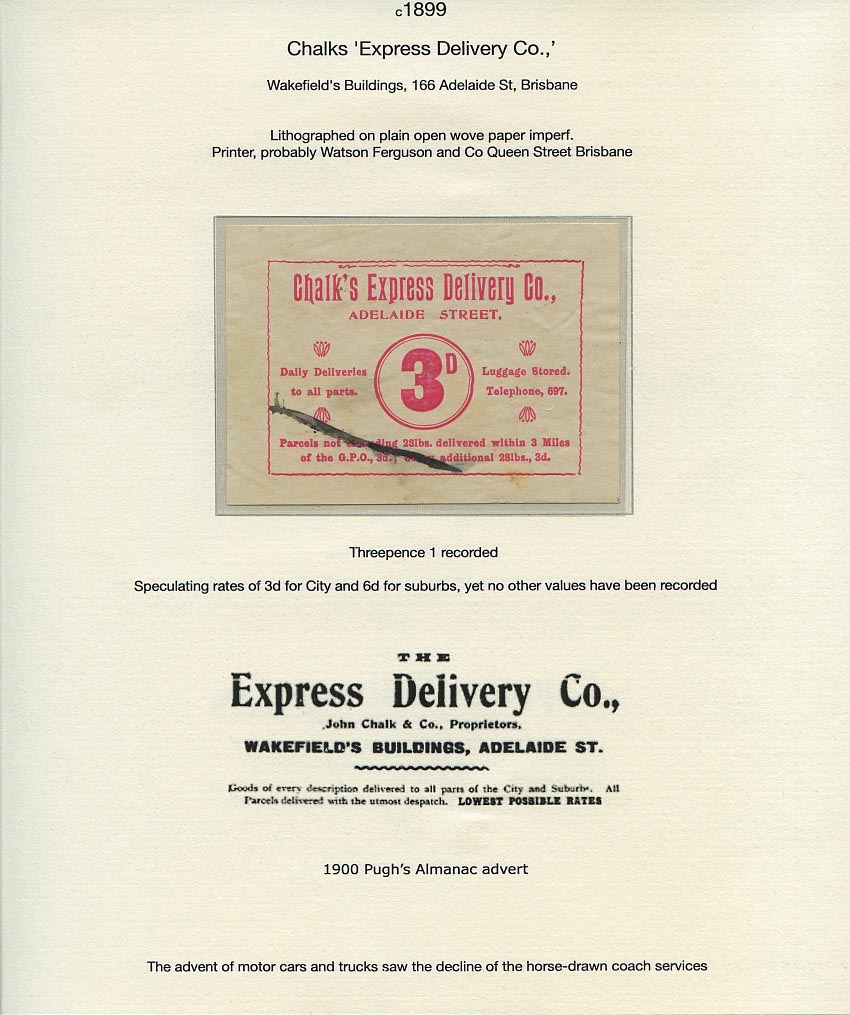 c1899
Chalks 'Express Delivery Co.,’
Wakefield's Buildings, 166 Adelaide St, Brisbane
Lithographed on plain open wove paper imperf.
Printer, probably Watson Ferguson and Co Queen Street Brisbane
Chalk's Express Delivery Co.,
ADELAIDE STREET,
Daily Deliveries
to all parts.
3D
Luggage Stored.
Telephone, 697.
Parcels not ding 28lbs. delivered within 3 Miles
of the G.P.O., 3d. additional 28lbs., 3d.
Threepence 1 recorded
Speculating rates of 3d for City and 6d for suburbs, yet no other values have been recorded
THE
Express Delivery Co.,
John Chalk & Co., Proprietors,
WAKEFIELD'S BUILDINGS, ADELAIDE ST.
Goods of every description delivered to all parts of the City and Suburbs. All
Parcels delivered with the utmost despatch. LOWEST POSSIBLE RATES
1900 Pugh's Almanac advert
The advent of motor cars and trucks saw the decline of the horse-drawn coach services